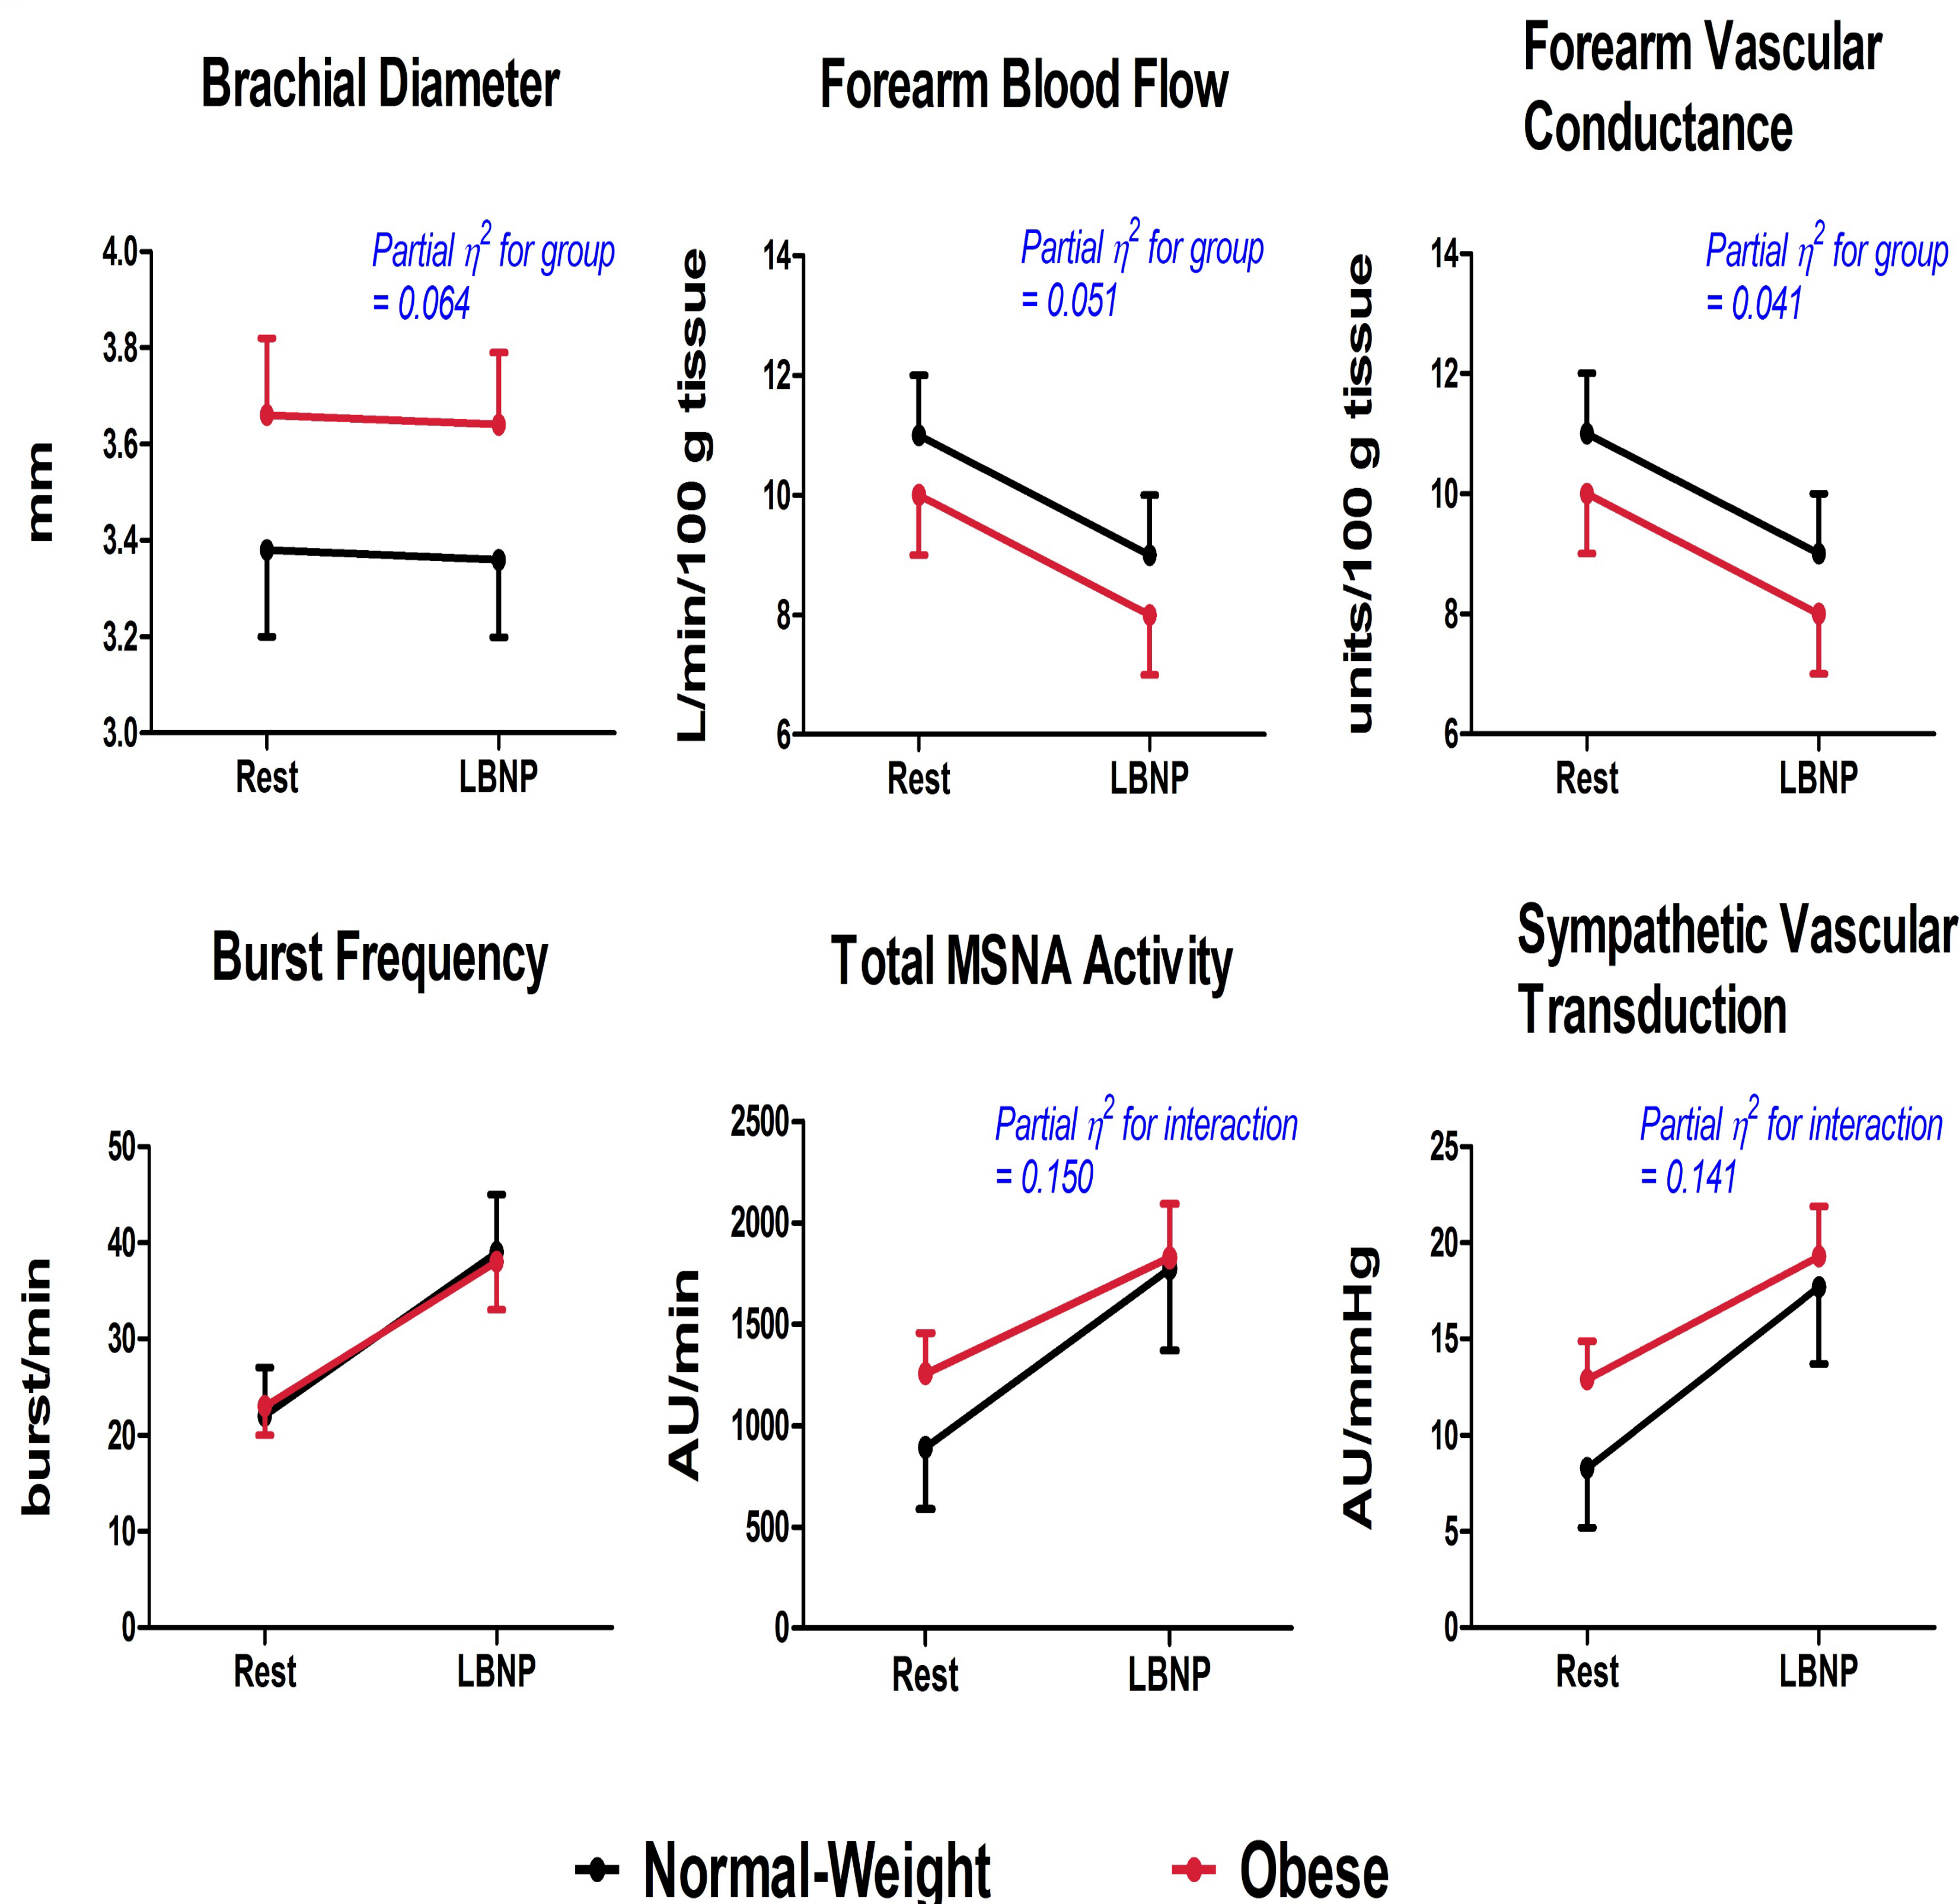 Brachial Diameter
Forearm Blood Flow
Forearm Vascular
Conductance
Partial η² for group
= 0.064
mm
4.0
3.8
3.6
3.4
3.2
3.0
Rest
LBNP
Partial η² for group
= 0.051
L/min/100 g tissue
14
12
10
8
6
Rest
LBNP
Partial η² for group
= 0.041
units/100 g tissue
14
12
10
8
6
Rest
LBNP
Burst Frequency
Total MSNA Activity
Sympathetic Vascular
Transduction
burst/min
50
40
30
20
10
0
Rest
LBNP
Partial η² for interaction
= 0.150
AU/min
2500
2000
1500
1000
500
0
Rest
LBNP
Partial η² for interaction
= 0.141
AU/mmHg
25
20
15
10
5
0
Rest
LBNP
Normal-Weight
Obese